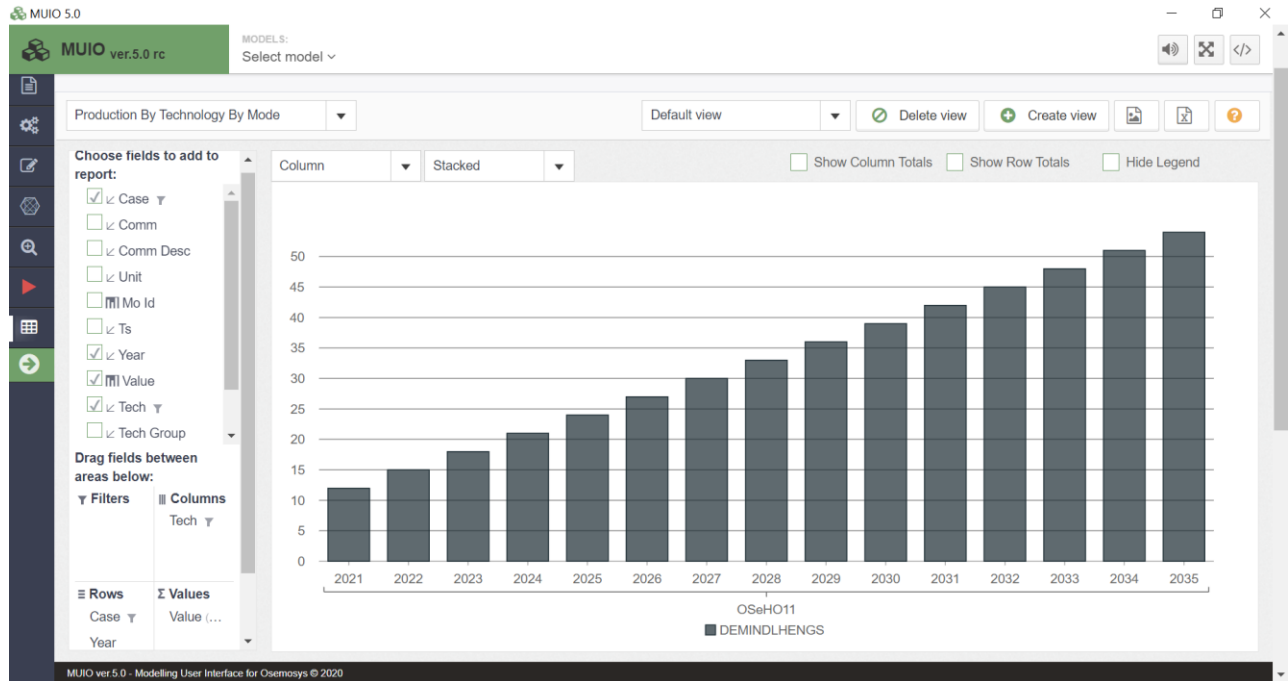 MUIO 5.0
MUIO ver.5.0 rc
MODELS:
Select model
Production By Technology By Mode
Default view
Delete view
Create view
Choose fields to add to
report:
Case
Comm
Comm Desc
Unit
Mo Id
Ts
Year
Value
Tech
Tech Group
Drag fields between
areas below:
Filters
Columns
Tech
Rows
Values
Case
Value (...
Year
Column
Stacked
Show Column Totals
Show Row Totals
Hide Legend
50
45
40
35
30
25
20
15
10
5
0
2021 2022 2023 2024 2025 2026 2027 2028 2029 2030 2031 2032 2033 2034 2035
OSeHO11
DEMINDLHENGS
MUIO ver.5.0 - Modelling User Interface for Osemosys © 2020